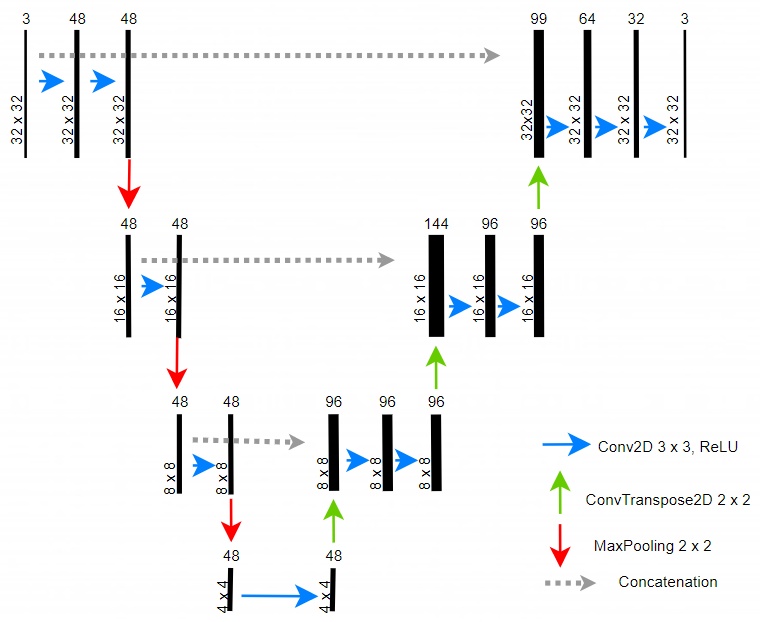 3 48 48 99 64 32 3
32 x 32 32 x 32 32 x 32 32x32 32 x 32 32 x 32 32 x 32
48 48 144 96 96
16 x 16 16 x 16 16 x 16 16 x 16 16 x 16
48 48 96 96 96
8 x 8 8 x 8 8 x 8 8 x 8 8 x 8
48 48
4 x 4 4 x 4
Conv2D 3 x 3, ReLU
ConvTranspose2D 2 x 2
MaxPooling 2 x 2
Concatenation